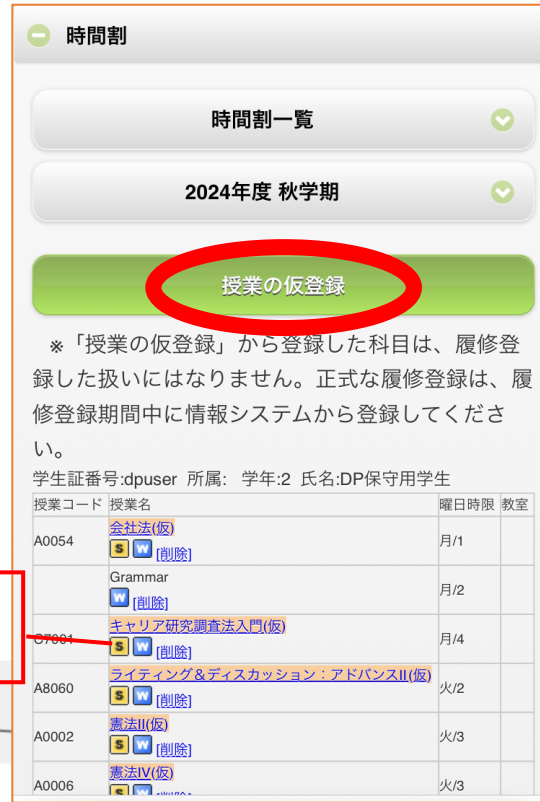 時間割
時間割一覧
2024年度 秋学期
授業の仮登録
※「授業の仮登録」から登録した科目は、履修登
録した扱いにはなりません。正式な履修登録は、履
修登録期間中に情報システムから登録してくださ
い。
学生証番号:dpuser 所属: 学年:2 氏名:DP保守用学生
授業コード 授業名 曜日時限 教室
会社法(仮)
A0054 S W [削除] 月/1
Grammar
W [削除] 月/2
キャリア研究調査法入門(仮)
S W [削除] 月/4
ライティング＆ディスカッション：アドバンスII(仮)
A8060 S W [削除] 火/2
憲法II(仮)
A0002 S W [削除] 火/3
憲法IV(仮)
A0006 S W [削除] 火/3